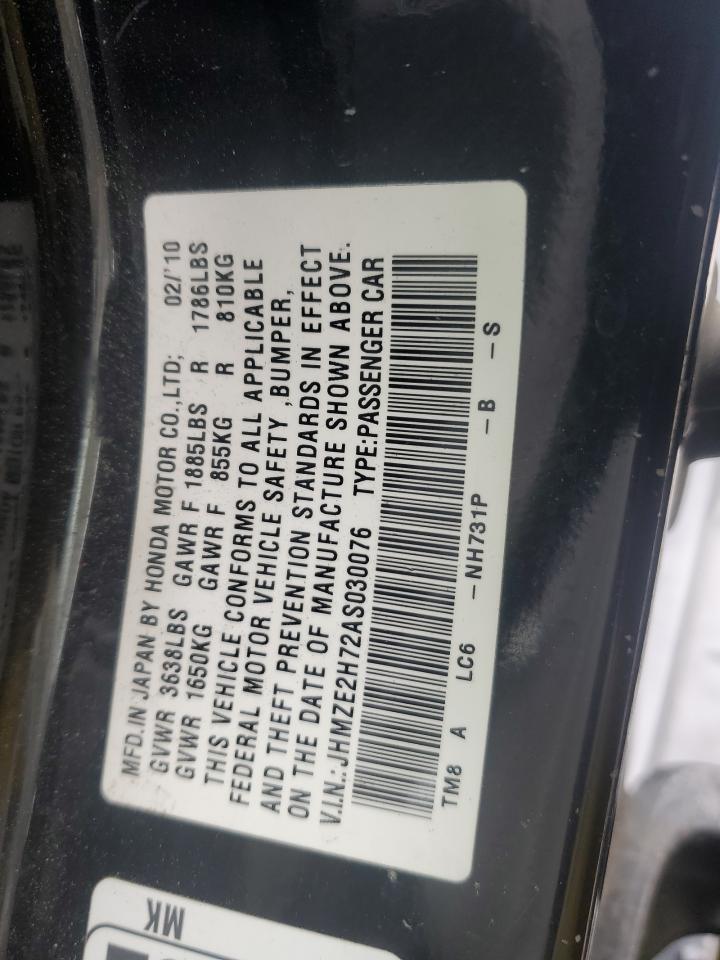 MFD.IN JAPAN BY HONDA MOTOR CO.,LTD; 02/'10
GVWR 3638LBS GAWR F 1885LBS R 1786LBS
GVWR 1650KG GAWR F 855KG R 810KG
THIS VEHICLE CONFORMS TO ALL APPLICABLE
FEDERAL MOTOR VEHICLE SAFETY ,BUMPER,
AND THEFT PREVENTION STANDARDS IN EFFECT
ON THE DATE OF MANUFACTURE SHOWN ABOVE.
V.I.N.:JHMZE2H72AS030076 TYPE:PASSENGER CAR
TM8 A LC6 -NH731P -B -S
MK